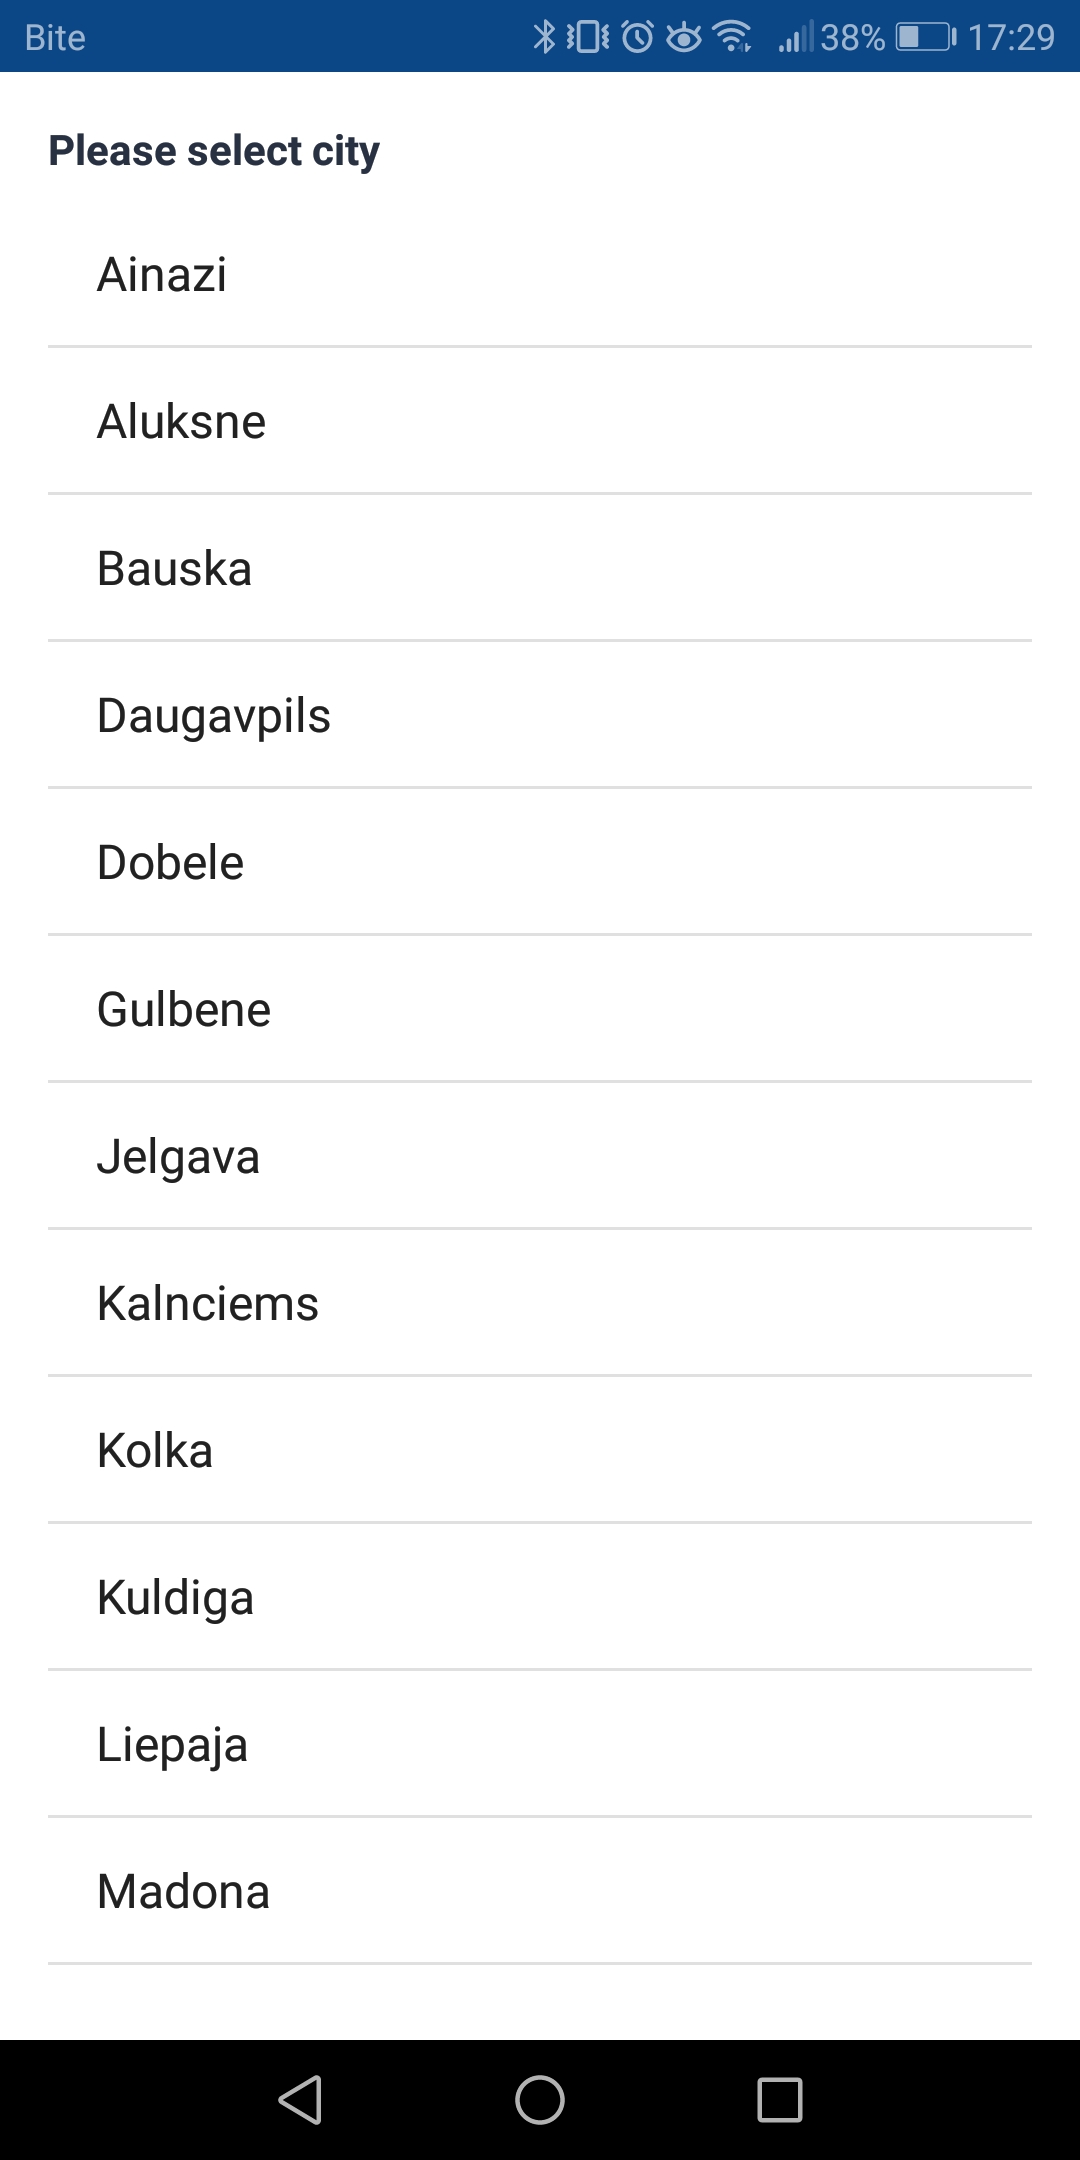 Bite 38% 17:29
Please select city
Ainazi
Aluksne
Bauska
Daugavpils
Dobele
Gulbene
Jelgava
Kalnciems
Kolka
Kuldiga
Liepaja
Madona